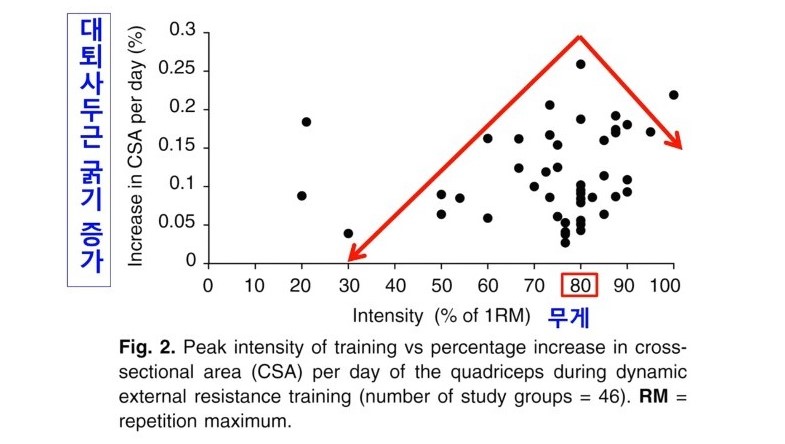 대퇴사두근 굵기 증가
Increase in CSA per day (%)
0.3
0.25
0.2
0.15
0.1
0.05
0
0 10 20 30 40 50 60 70 80 90 100
Intensity (% of 1RM) 무게
Fig. 2. Peak intensity of training vs percentage increase in cross-
sectional area (CSA) per day of the quadriceps during dynamic
external resistance training (number of study groups = 46). RM =
repetition maximum.